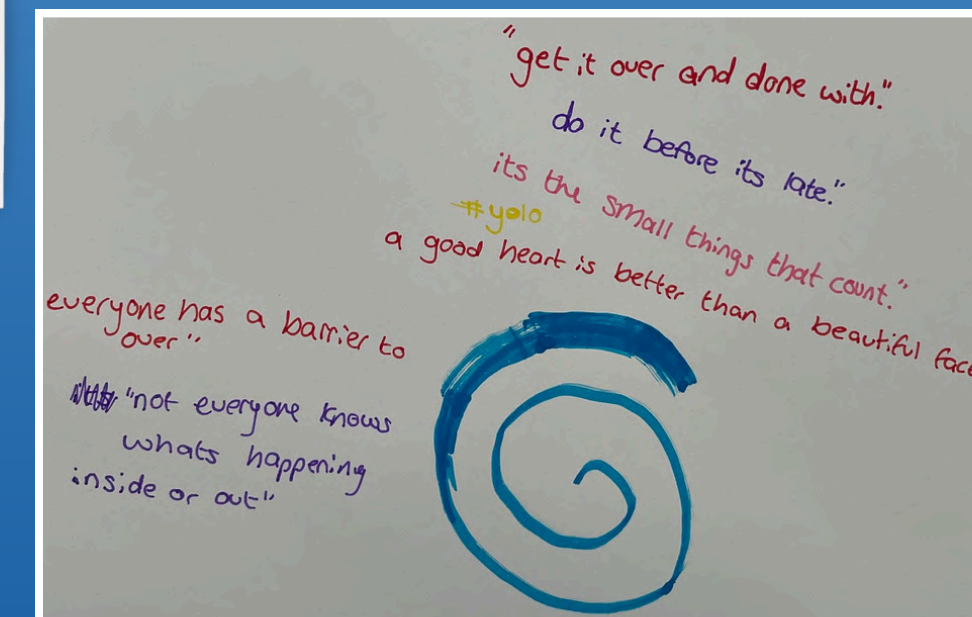 "get it over and done with."
do it before its late."
its the small things that count."
#yolo
a good heart is better than a beautiful face
everyone has a barrier to
over"
"not everyone knows
whats happening
inside or out"